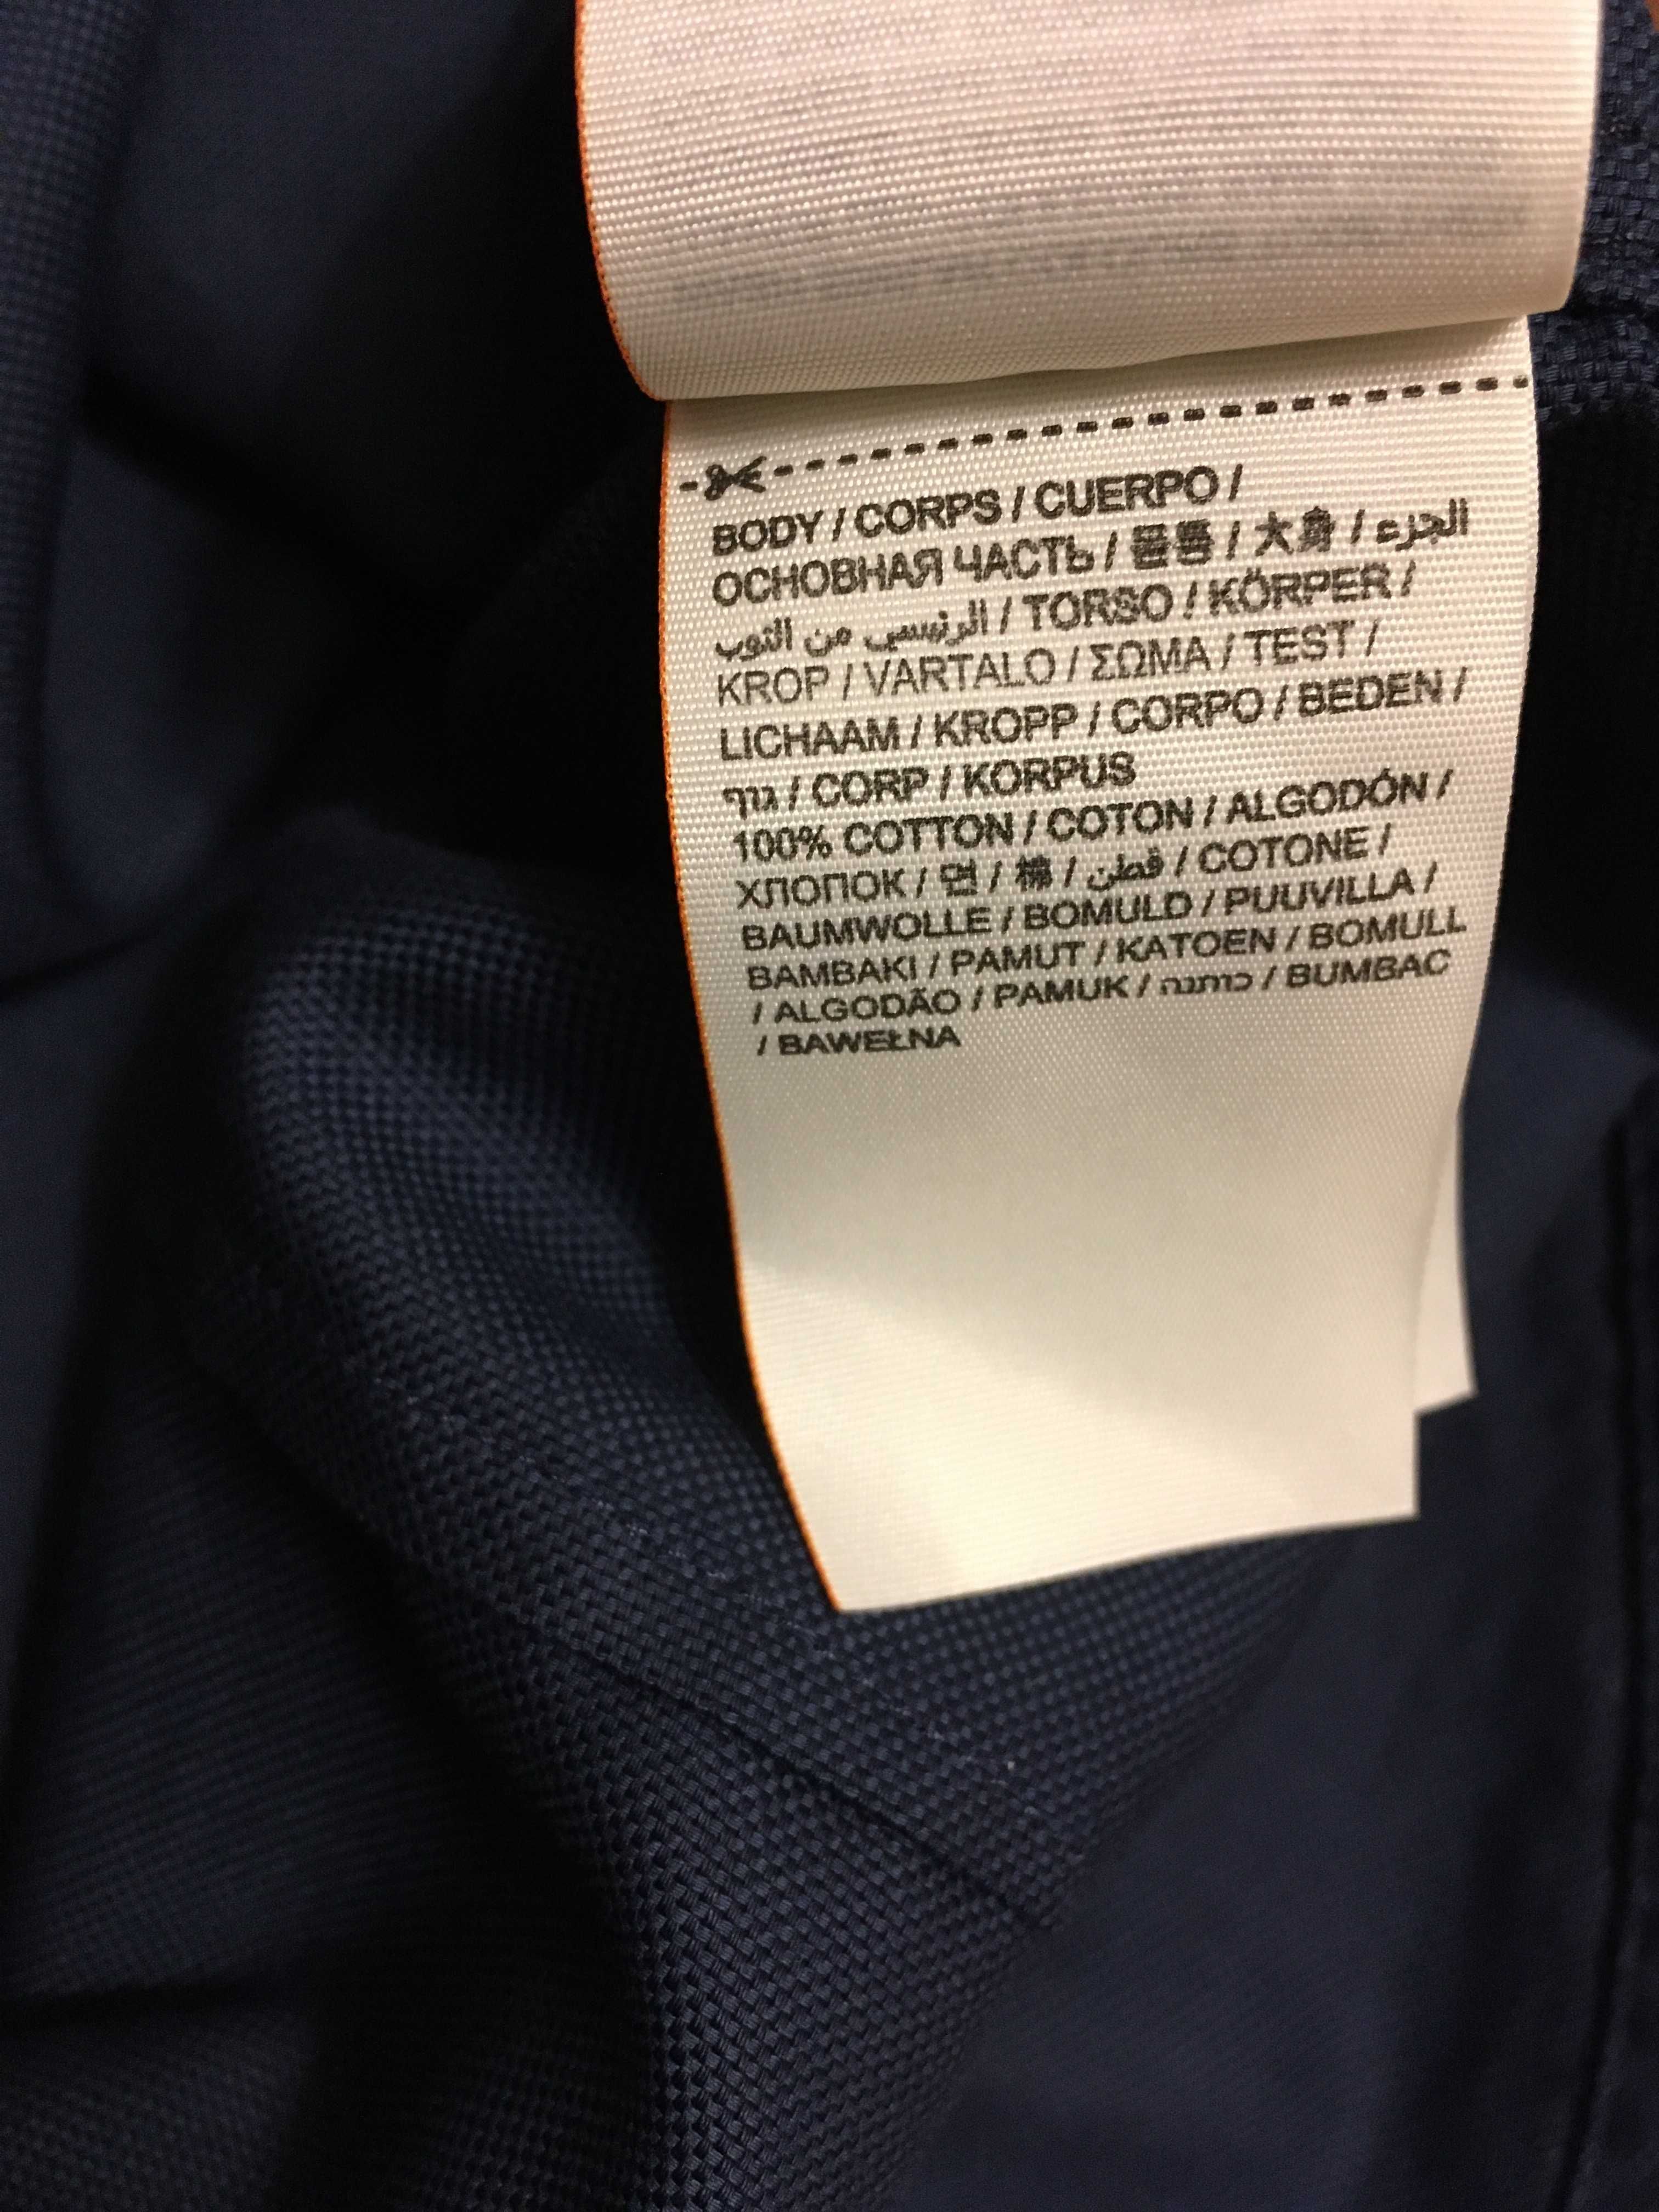 BODY / CORPS / CUERPO /
ОСНОВНАЯ ЧАСТЬ / 몸통 / 大身 / الجزء
الرئيسي من الثوب / TORSO / KÖRPER /
KROP / VARTALO / ΣΩΜΑ / TEST /
LICHAAM / KROPP / CORPO / BEDEN /
גוף / CORP / KORPUS
100% COTTON / COTON / ALGODÓN /
ХЛОПОК / 면 / 棉 / قطن / COTONE /
BAUMWOLLE / BOMULD / PUUVILLA /
BAMBAKI / PAMUT / KATOEN / BOMULL
/ ALGODÃO / PAMUK / כותנה / BUMBAC
/ BAWEŁNA